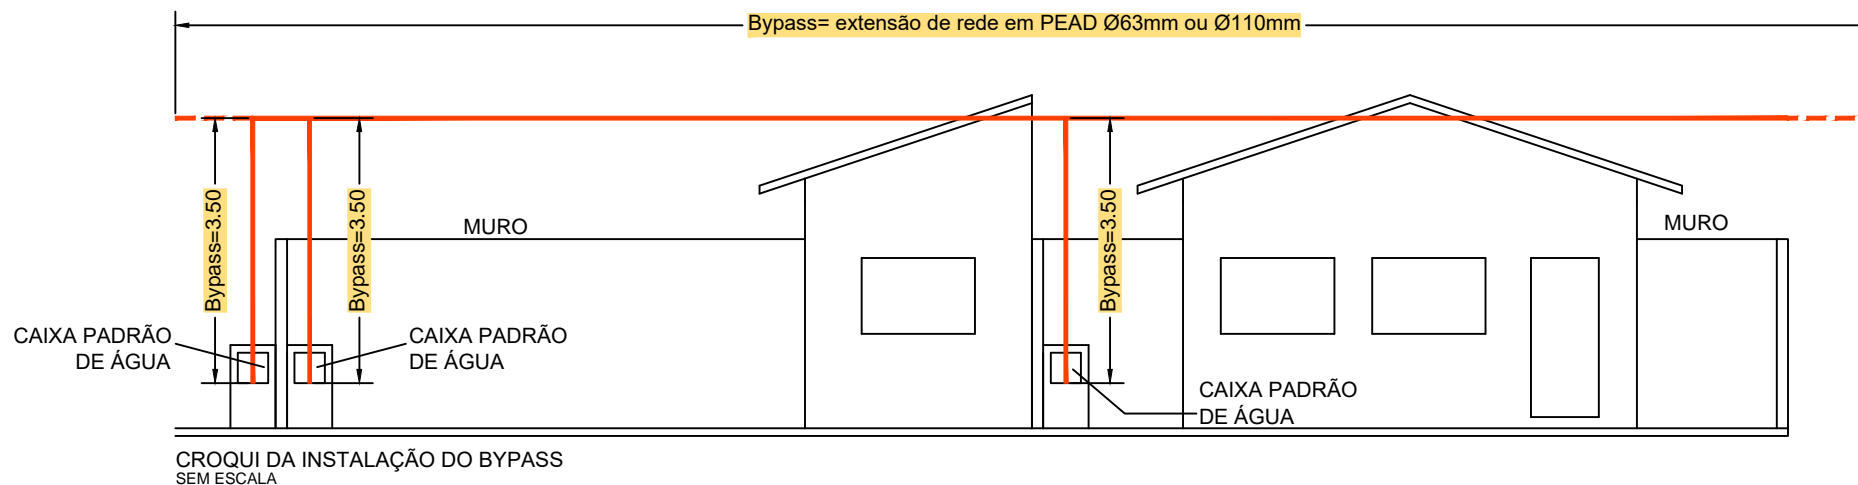 Bypass= extensão de rede em PEAD Ø63mm ou Ø110mm
Bypass=3.50
Bypass=3.50
Bypass=3.50
MURO
MURO
CAIXA PADRÃO
DE ÁGUA
CAIXA PADRÃO
DE ÁGUA
CAIXA PADRÃO
DE ÁGUA
CROQUI DA INSTALAÇÃO DO BYPASS
SEM ESCALA